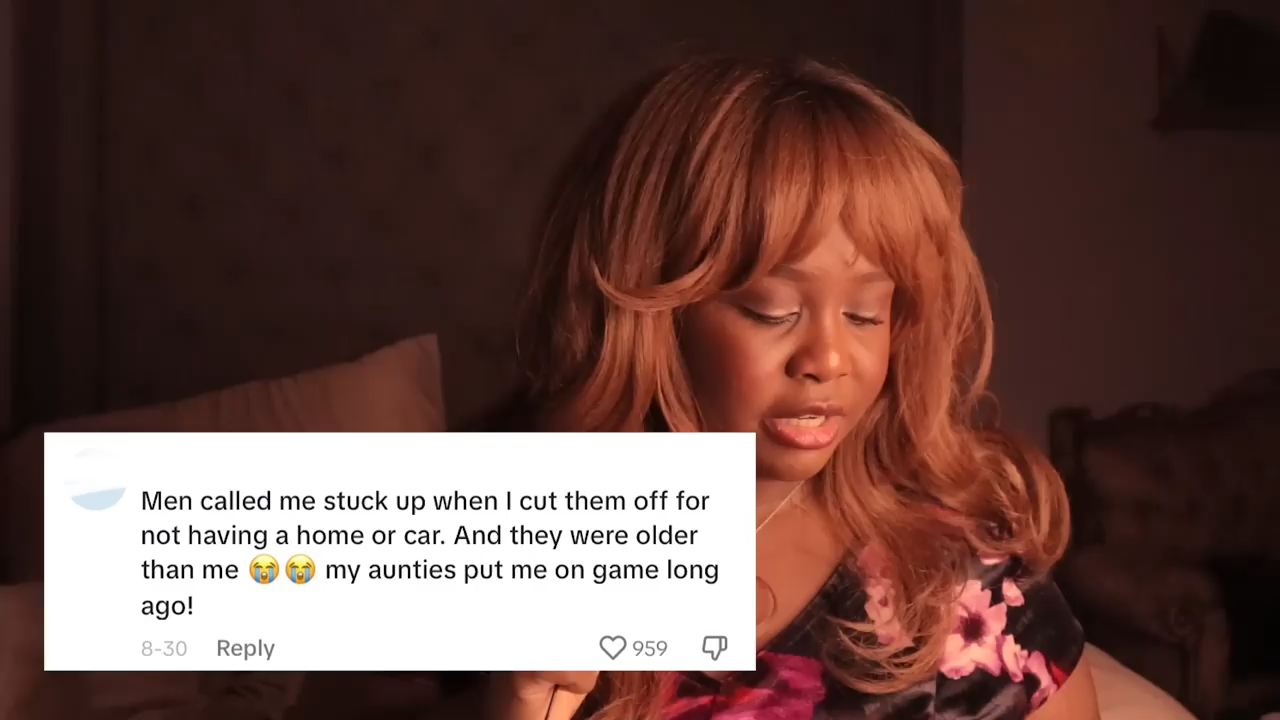 Men called me stuck up when I cut them off for
not having a home or car. And they were older
than me 😭😭 my aunties put me on game long
ago!
8-30 Reply 959